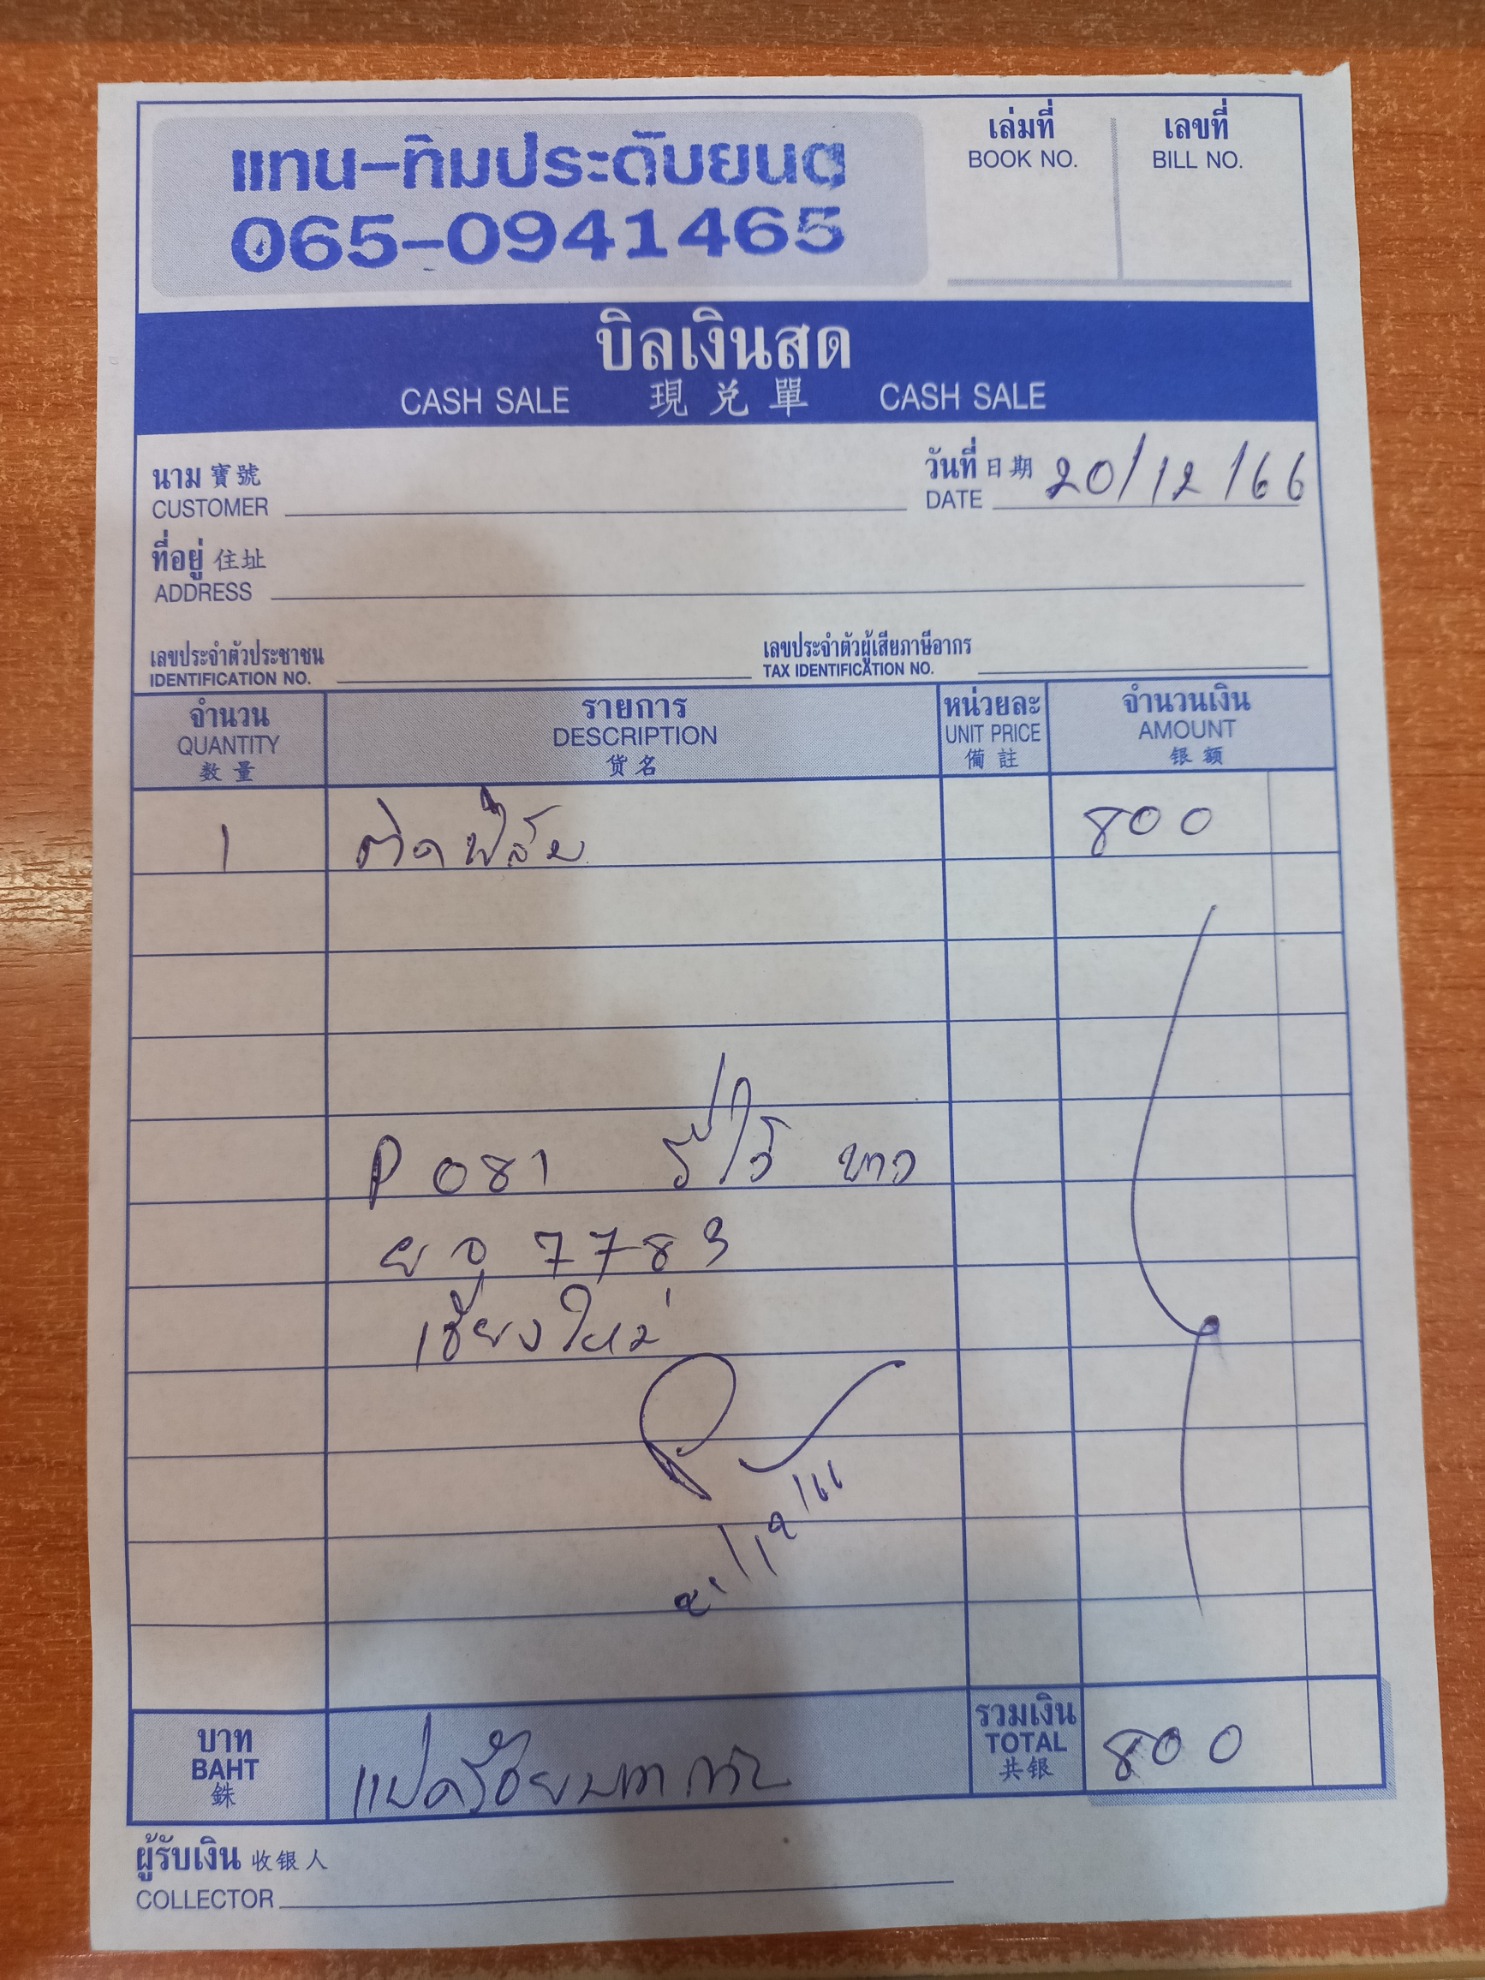 แทน-ทิมประดับยนต์
065-0941465
เล่มที่
BOOK NO.
เลขที่
BILL NO.
บิลเงินสด
CASH SALE 現兌單 CASH SALE
นาม 寶號
CUSTOMER
วันที่ 日期 20/12/66
DATE
ที่อยู่ 住址
ADDRESS
เลขประจำตัวประชาชน
IDENTIFICATION NO.
เลขประจำตัวผู้เสียภาษีอากร
TAX IDENTIFICATION NO.
จำนวน
QUANTITY
数量
รายการ
DESCRIPTION
货名
หน่วยละ
UNIT PRICE
備註
จำนวนเงิน
AMOUNT
银额
1 ติดฟิล์ม 800
P 081 รีโว้ ขาว
ยจ 7783
เชียงใหม่
บาท
BAHT
銖
แปดร้อยบาทถ้วน
รวมเงิน
TOTAL
共银
800
ผู้รับเงิน 收银人
COLLECTOR